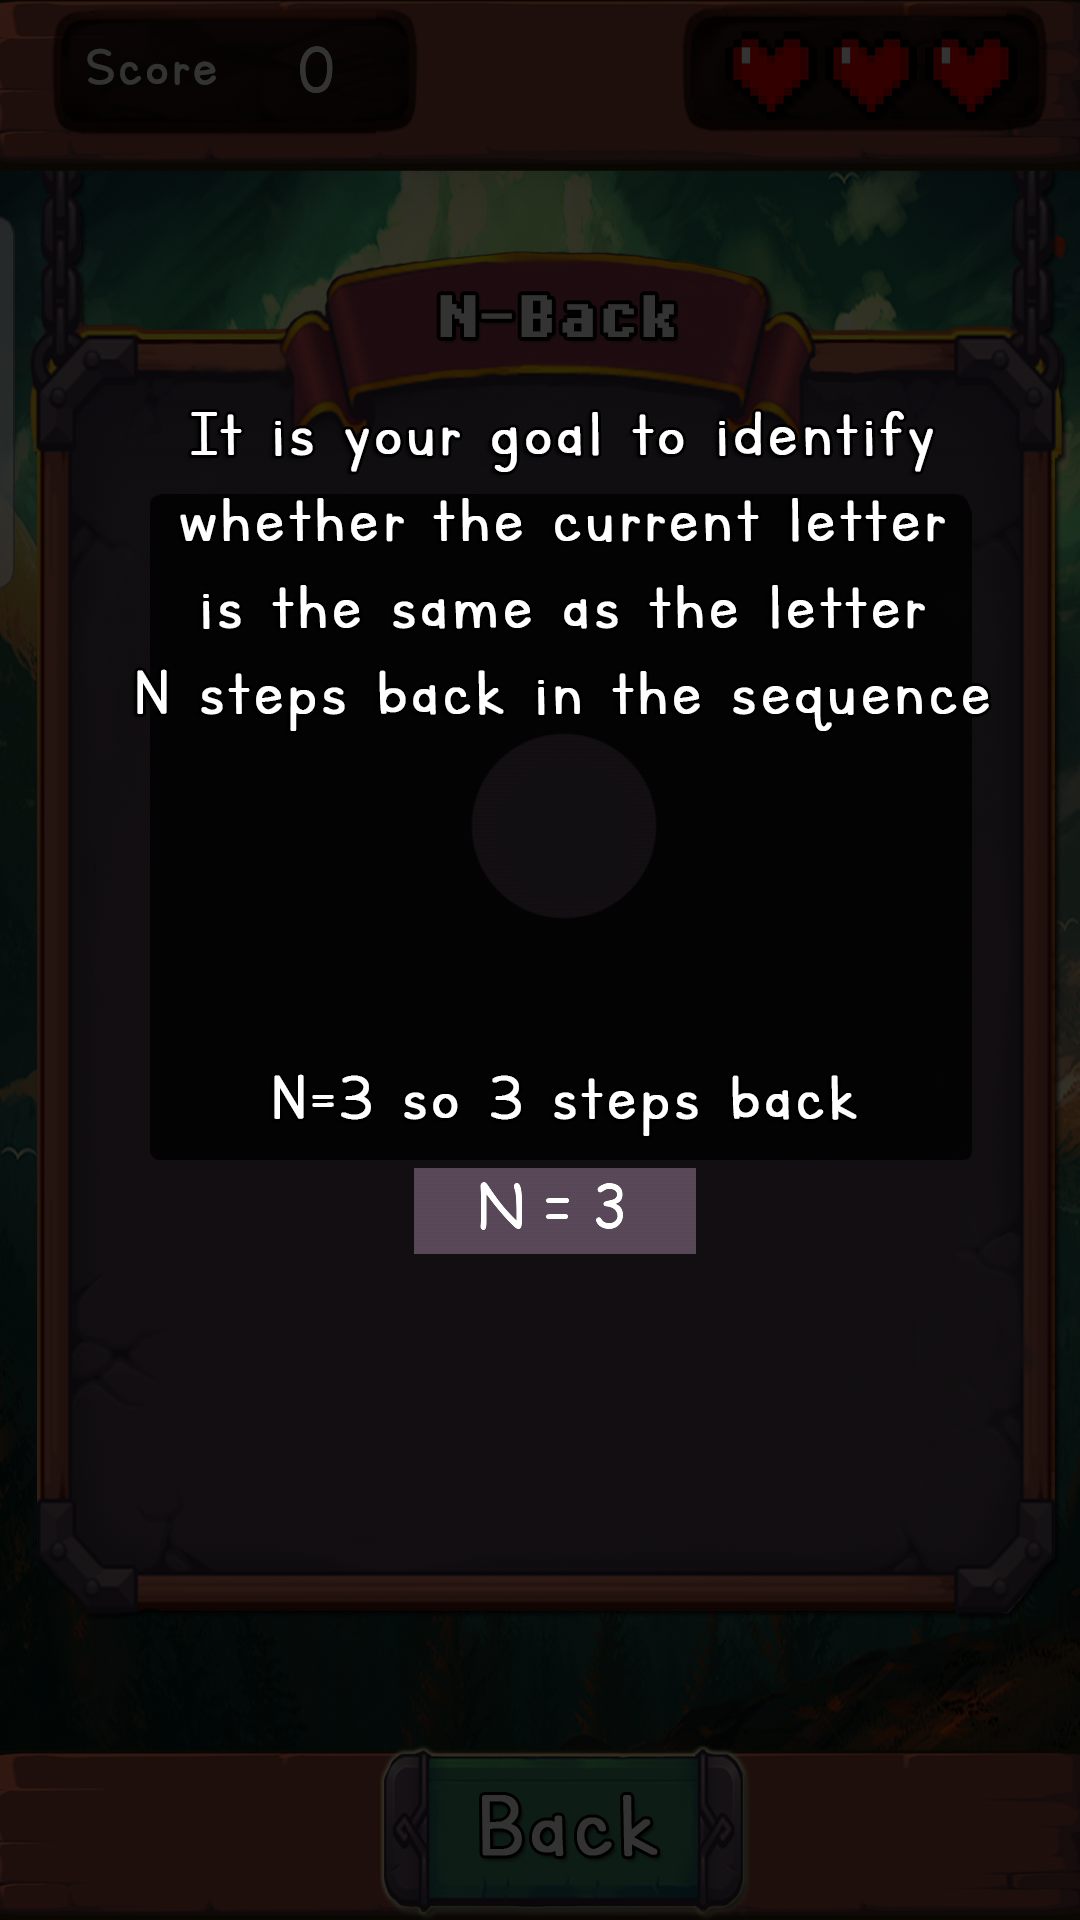 Score 0
N-Back
It is your goal to identify
whether the current letter
is the same as the letter
N steps back in the sequence
N=3 so 3 steps back
N = 3
Back